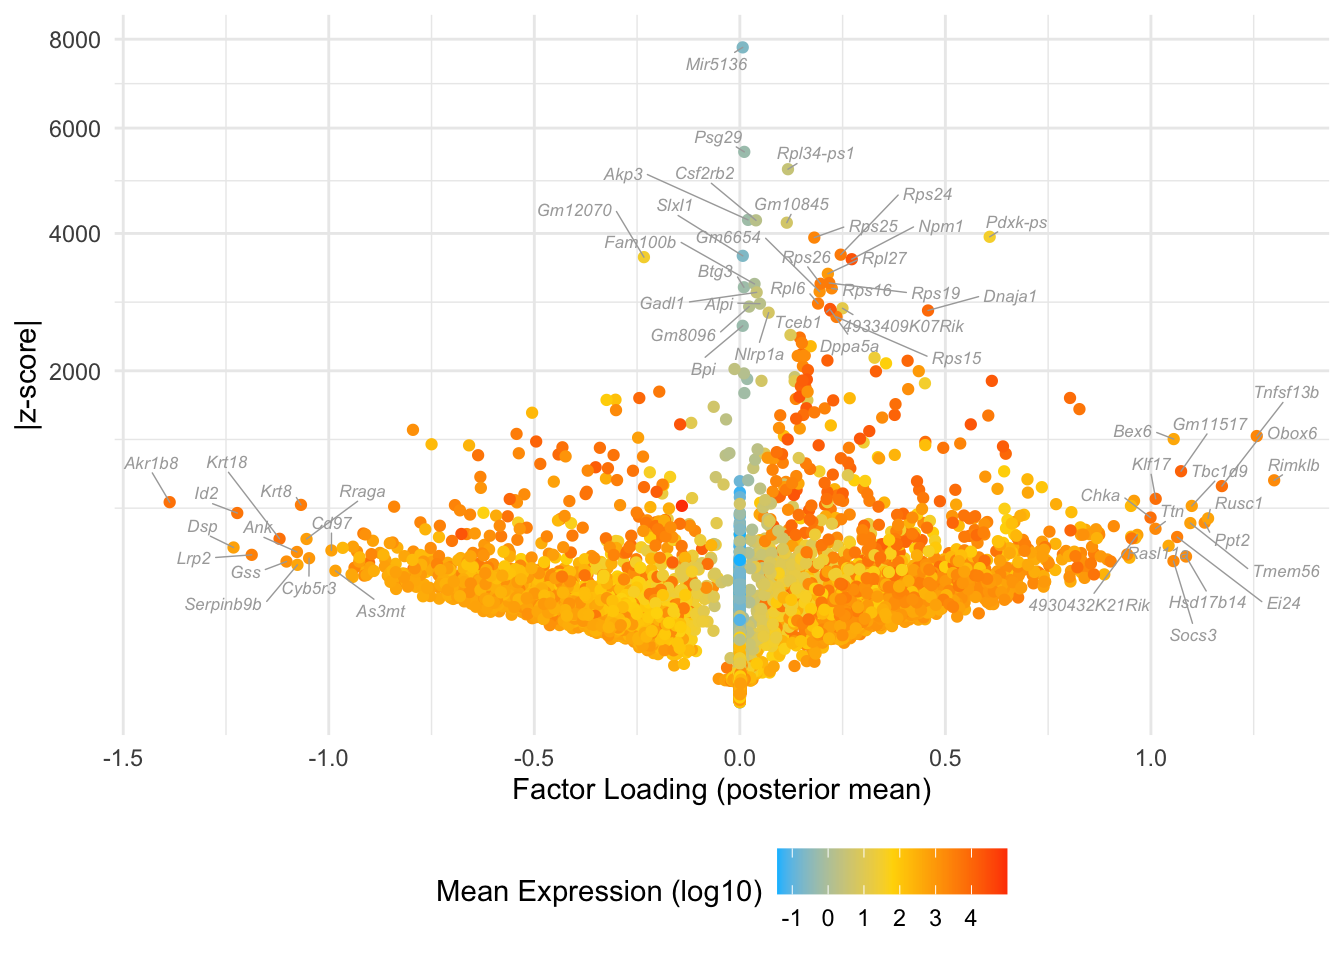 8000
Mir5136
6000
Psg29
Rpl34-ps1
Akp3
Csf2rb2
Rps24
Slxl1
Gm10845
Gm12070
Pdxk-ps
Rps25
Npm1
4000
Gm6654
Fam100b
Rps26
Rpl27
Btg3
Rpl6
Rps16
Rps19
Dnaja1
Gadl1
Alpi
Tceb1
4933409K07Rik
Gm8096
Nlrp1a
Dppa5a
Rps15
Bpi
2000
|z-score|
Tnfsf13b
Gm11517
Bex6
Obox6
Akr1b8
Krt18
Klf17
Tbc1d9
Rimklb
Id2
Krt8
Rraga
Chka
Ttn
Rusc1
Dsp
Ank
Cd97
Ppt2
Lrp2
Gss
Rasl11a
Tmem56
Cyb5r3
Serpinb9b
As3mt
4930432K21Rik
Hsd17b14
Ei24
Socs3
-1.5 -1.0 -0.5 0.0 0.5 1.0
Factor Loading (posterior mean)
Mean Expression (log10)
-1 0 1 2 3 4